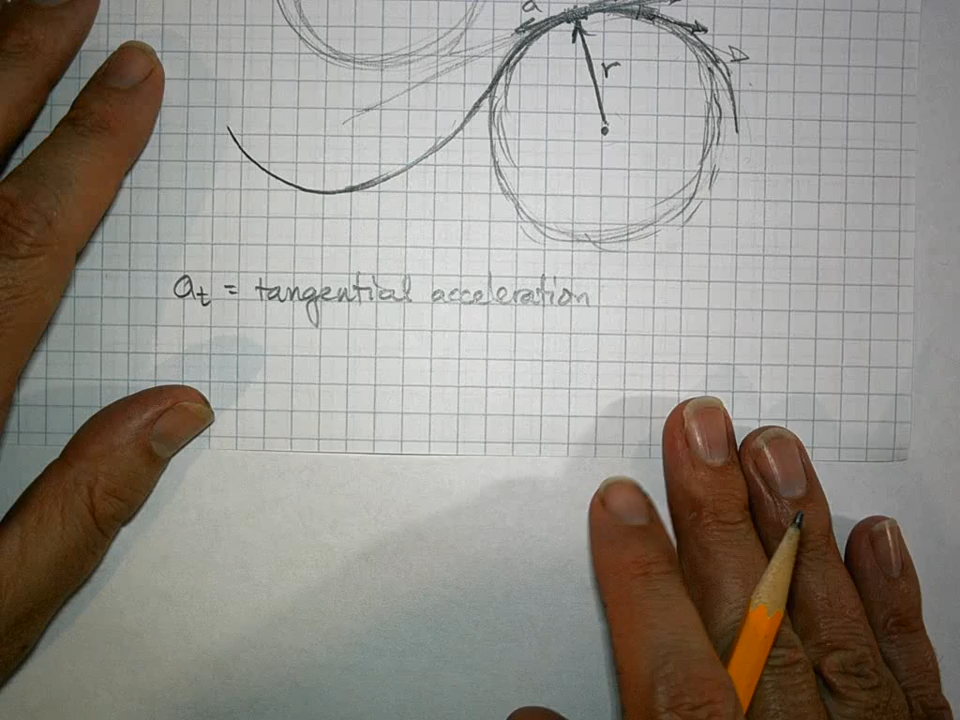 a
r
a_t = tangential acceleration